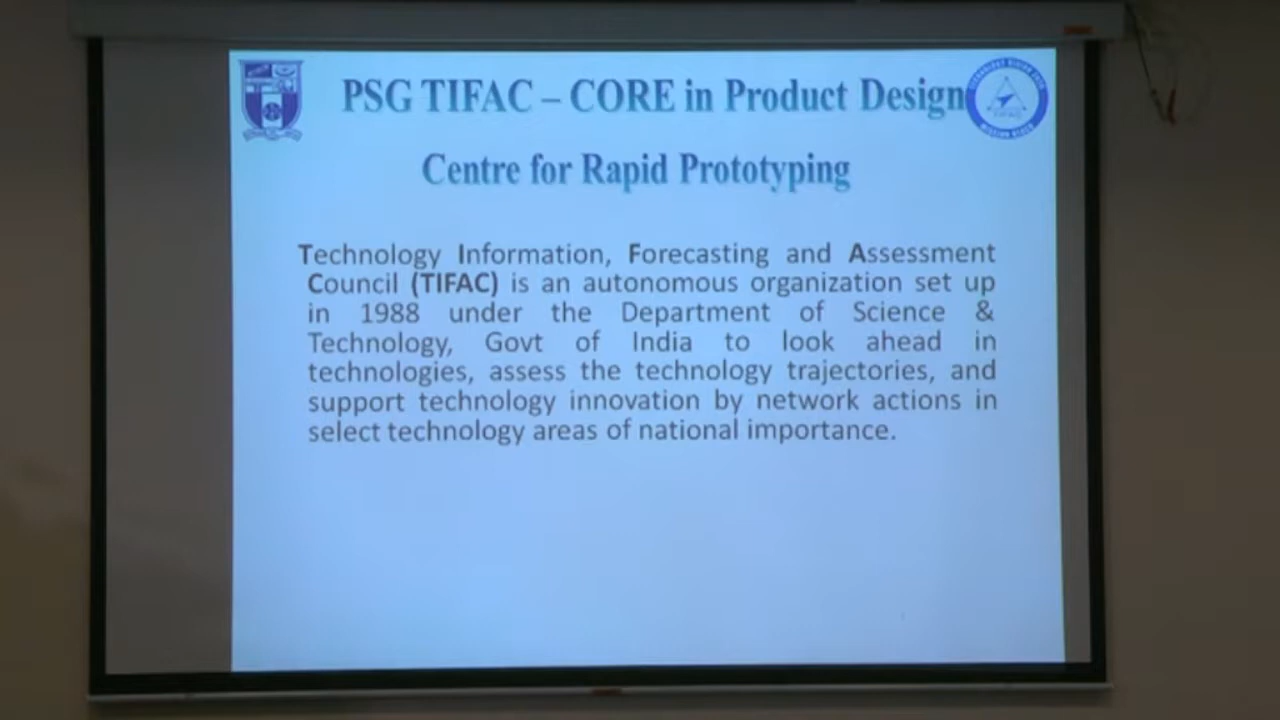 PSG TIFAC – CORE in Product Design
Centre for Rapid Prototyping
Technology Information, Forecasting and Assessment
Council (TIFAC) is an autonomous organization set up
in 1988 under the Department of Science &
Technology, Govt of India to look ahead in
technologies, assess the technology trajectories, and
support technology innovation by network actions in
select technology areas of national importance.